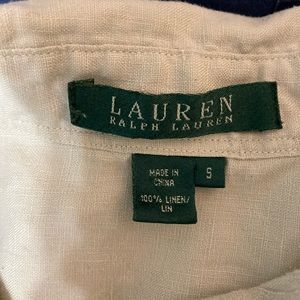 LAUREN
RALPH LAUREN
MADE IN
CHINA
S
100% LINEN/
LIN